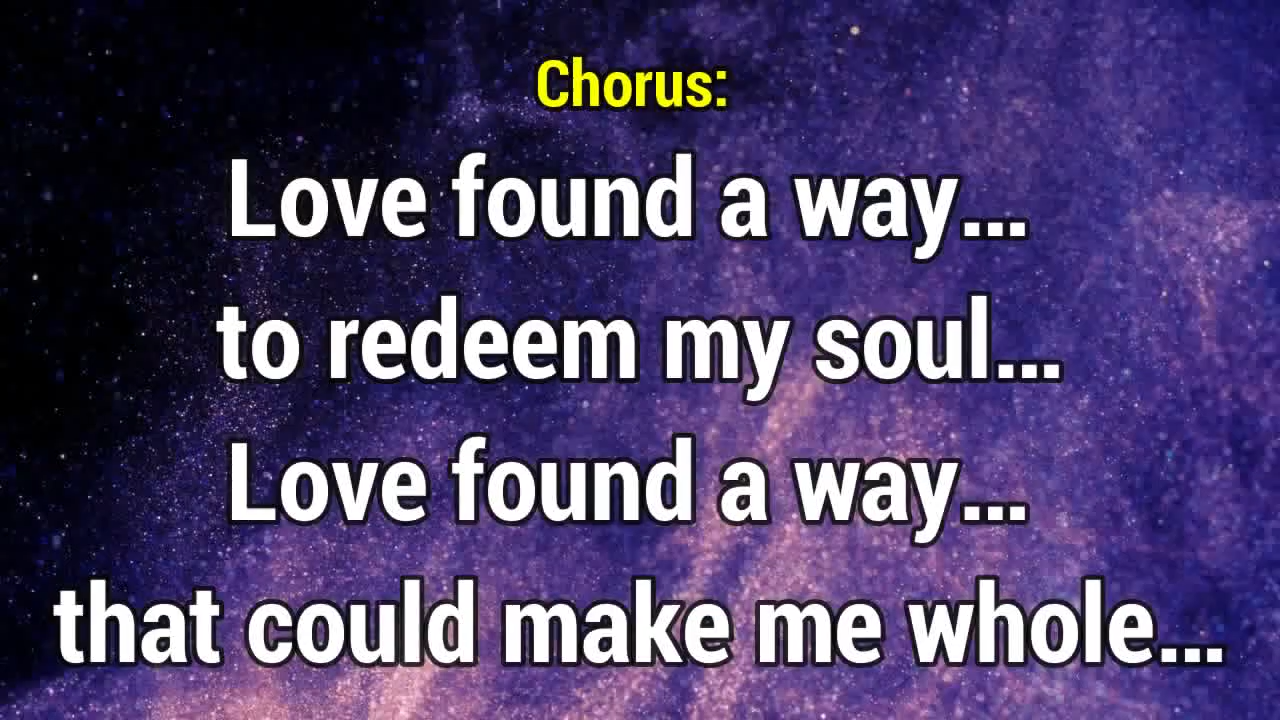 Chorus:
Love found a way...
to redeem my soul...
Love found a way...
that could make me whole...